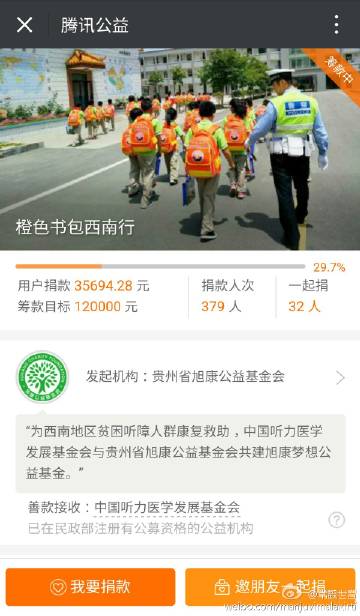 腾讯公益
筹款中
橙色书包西南行
29.7%
用户捐款 35694.28 元
捐款人次
一起捐
筹款目标 120000 元
379 人
32 人
发起机构：贵州省旭康公益基金会
“为西南地区贫困听障人群康复救助，中国听力医学
发展基金会与贵州省旭康公益基金会共建旭康梦想公
益基金。”
善款接收：中国听力医学发展基金会
已在民政部注册有公募资格的公益机构
我要捐款
邀朋友一起捐